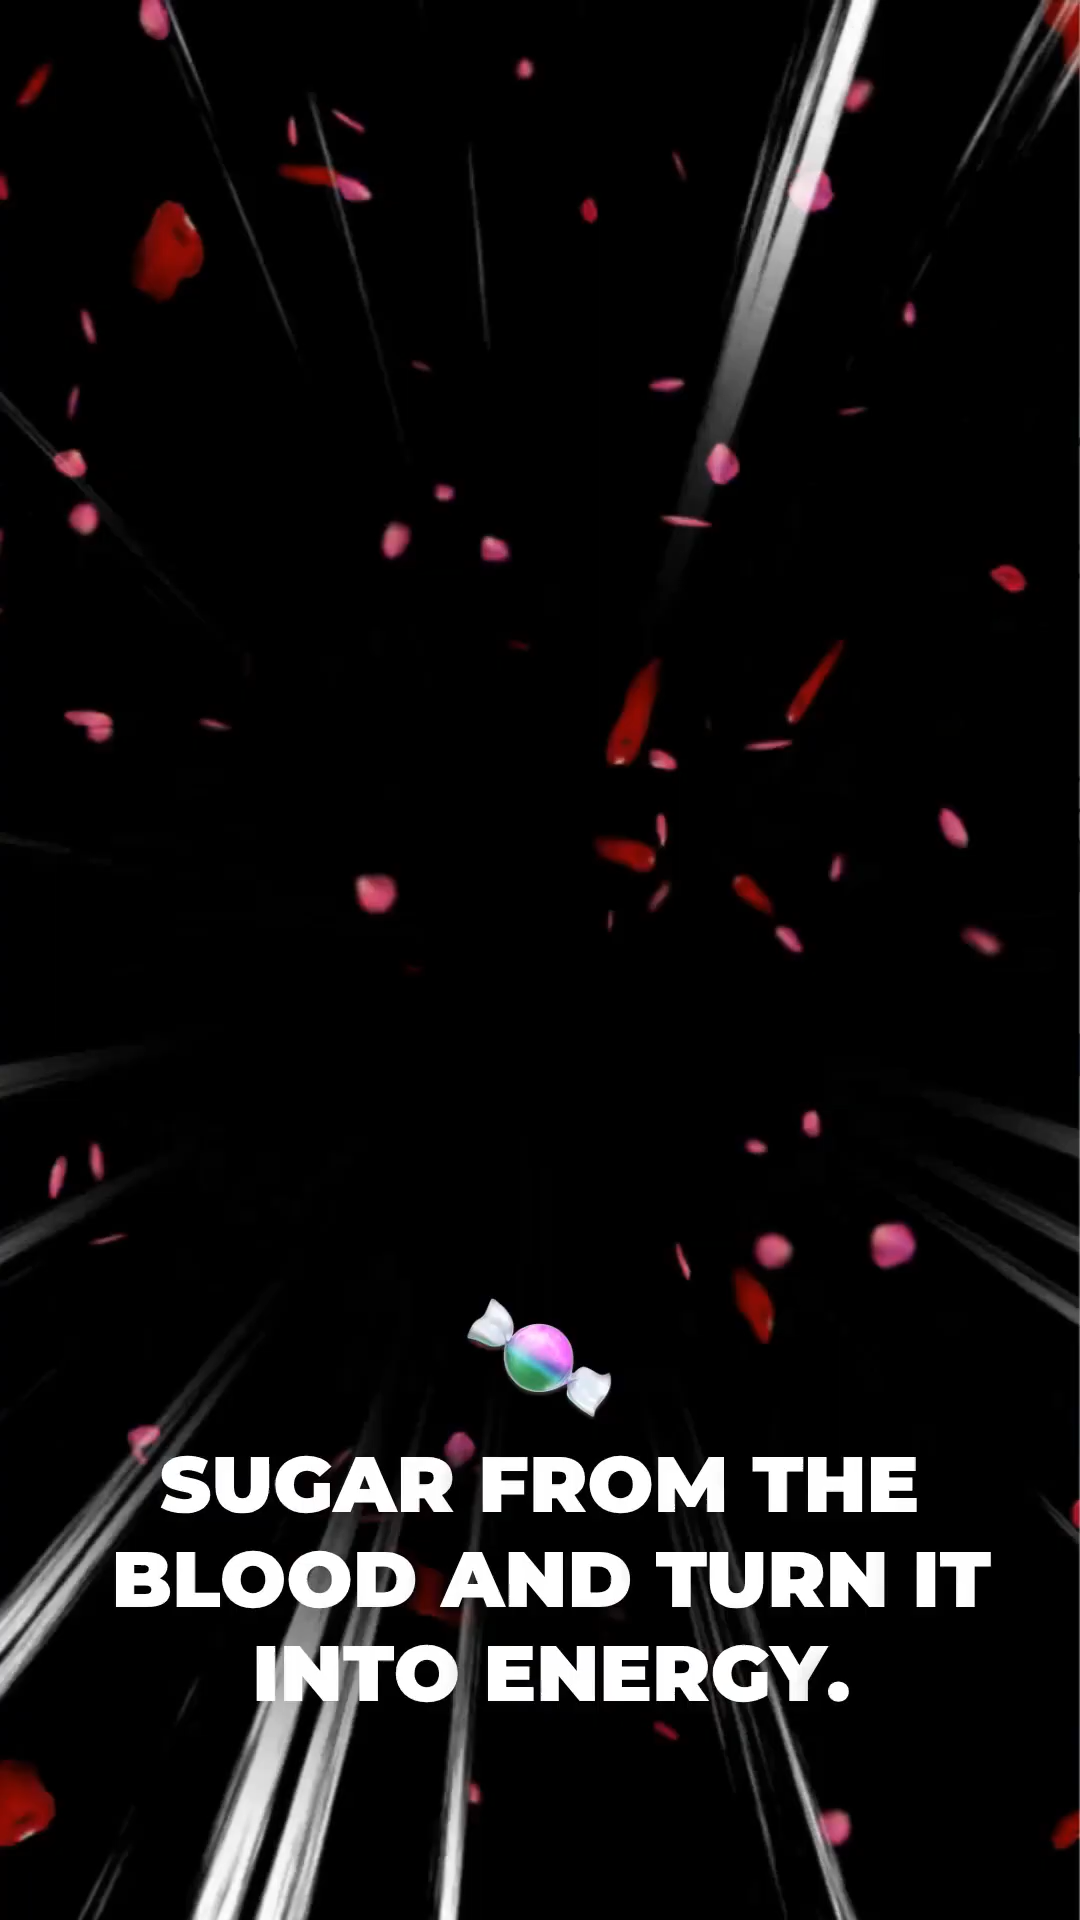 SUGAR FROM THE
BLOOD AND TURN IT
INTO ENERGY.